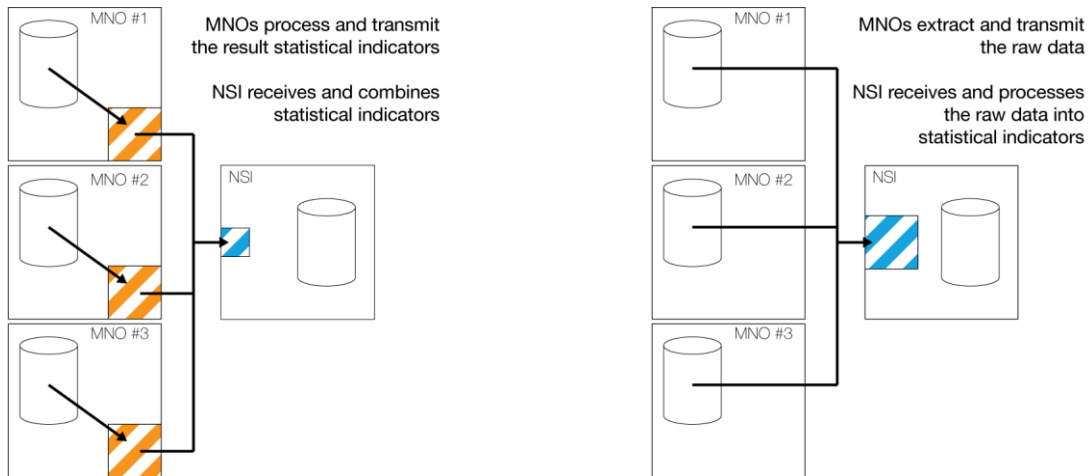 MNO #1
MNOs process and transmit
the result statistical indicators
NSI receives and combines
statistical indicators
MNO #2
NSI
MNO #3
MNO #1
MNOs extract and transmit
the raw data
NSI receives and processes
the raw data into
statistical indicators
MNO #2
NSI
MNO #3